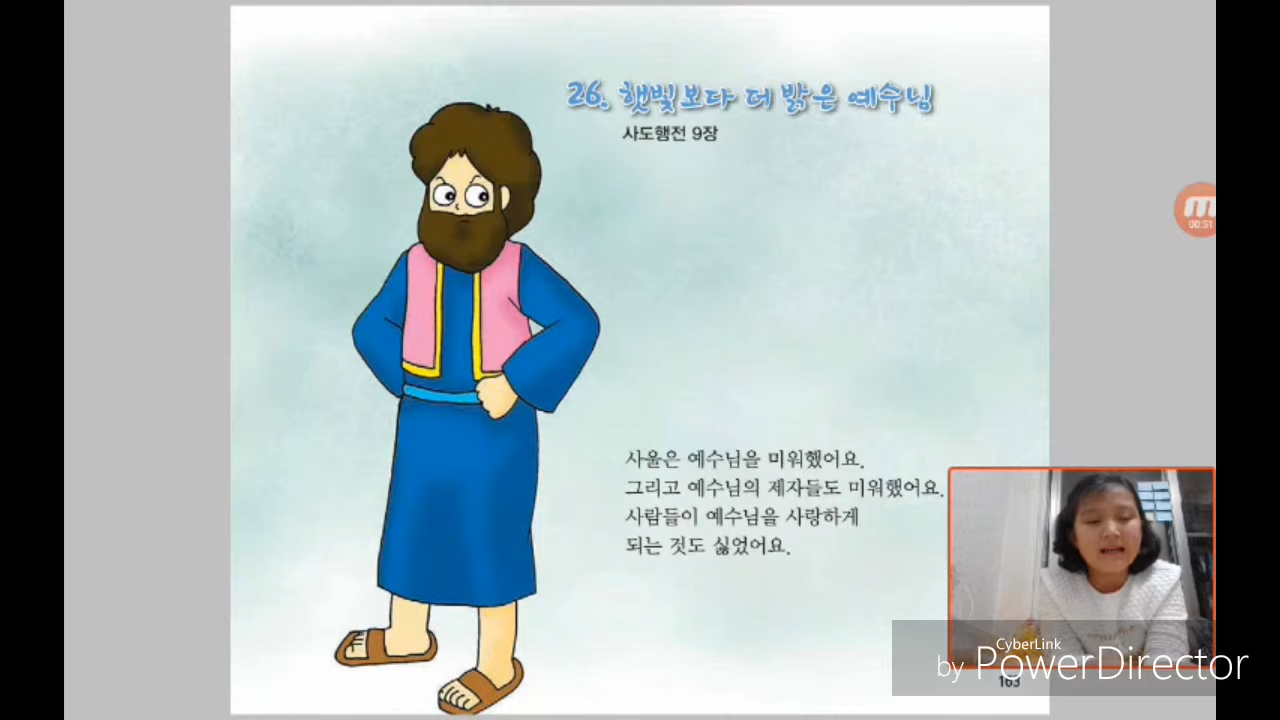 26. 햇빛보다 더 밝은 예수님
사도행전 9장
00:51
사울은 예수님을 미워했어요.
그리고 예수님의 제자들도 미워했어요.
사람들이 예수님을 사랑하게
되는 것도 싫었어요.
CyberLink
by PowerDirector
163